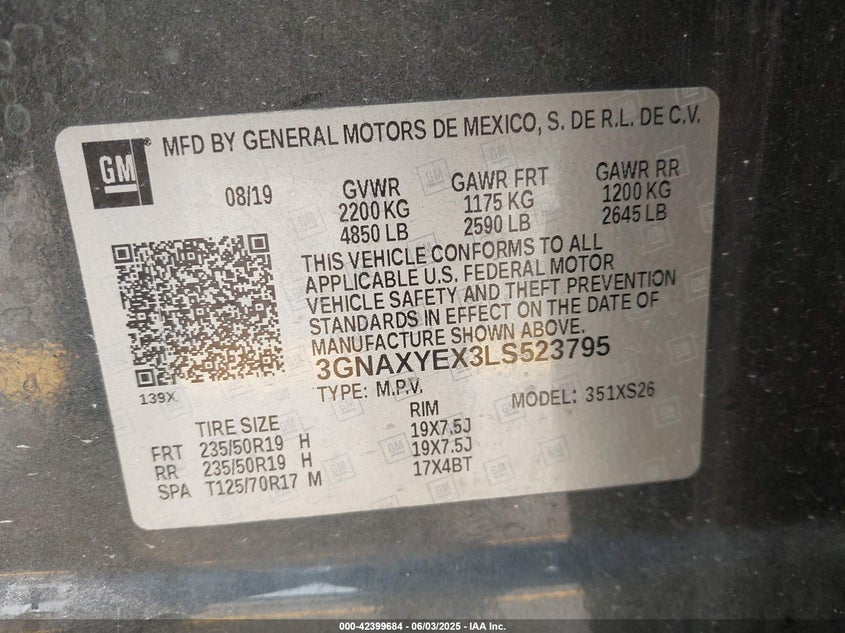 GM
®
MFD BY GENERAL MOTORS DE MEXICO, S. DE R.L. DE C.V.
08/19
GVWR
2200 KG
4850 LB
GAWR FRT
1175 KG
2590 LB
GAWR RR
1200 KG
2645 LB
THIS VEHICLE CONFORMS TO ALL
APPLICABLE U.S. FEDERAL MOTOR
VEHICLE SAFETY AND THEFT PREVENTION
STANDARDS IN EFFECT ON THE DATE OF
MANUFACTURE SHOWN ABOVE.
3GNAXYEX3LS523795
139X
TYPE: M.P.V.
MODEL: 351XS26
TIRE SIZE RIM
FRT 235/50R19 H 19X7.5J
RR 235/50R19 H 19X7.5J
SPA T125/70R17 M 17X4BT
000-42399684 - 06/03/2025 - IAA Inc.